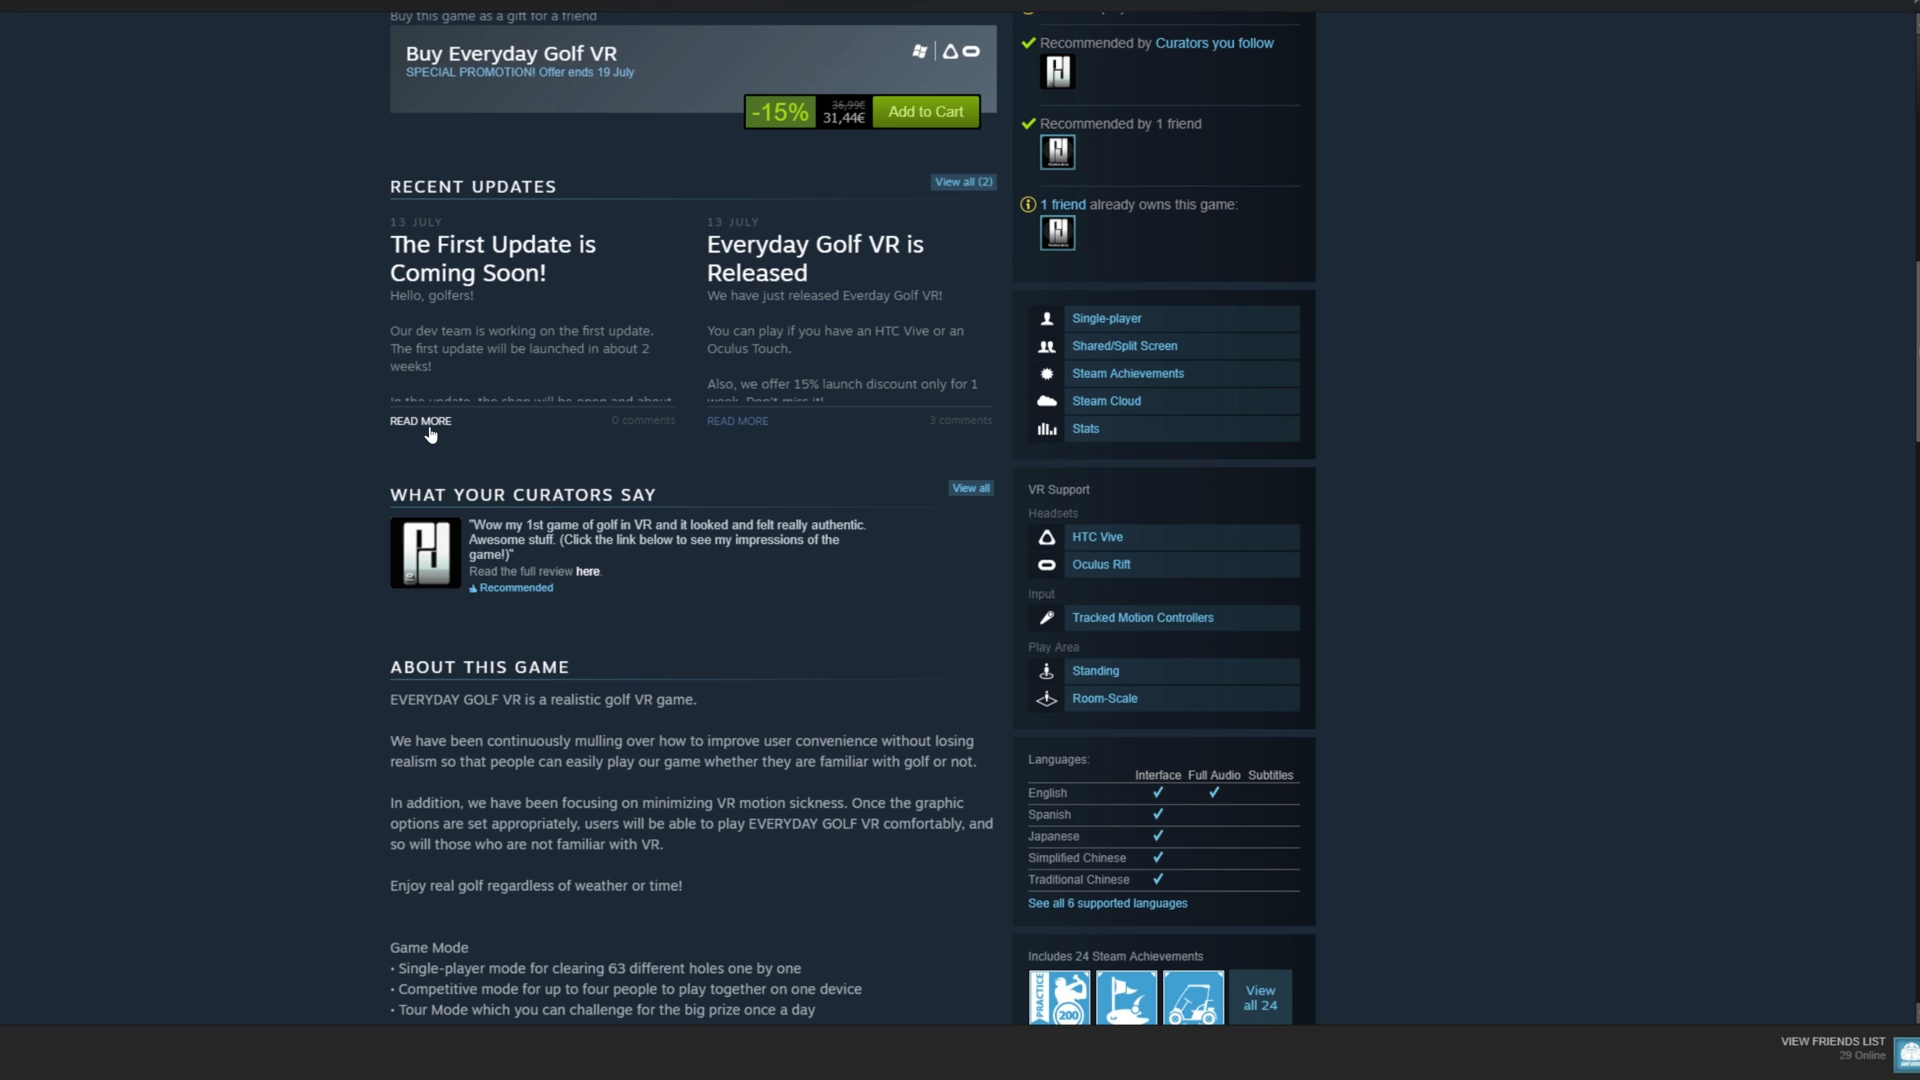 Buy this game as a gift for a friend
Buy Everyday Golf VR
SPECIAL PROMOTION! Offer ends 19 July
-15%
36,99€
31,44€
Add to Cart
RECENT UPDATES
View all (2)
13 JULY
The First Update is
Coming Soon!
Hello, golfers!
Our dev team is working on the first update.
The first update will be launched in about 2
weeks!
In the update, the shop will be open and about
READ MORE
0 comments
13 JULY
Everyday Golf VR is
Released
We have just released Everday Golf VR!
You can play if you have an HTC Vive or an
Oculus Touch.
Also, we offer 15% launch discount only for 1
week. Don't miss it!
READ MORE
3 comments
WHAT YOUR CURATORS SAY
View all
"Wow my 1st game of golf in VR and it looked and felt really authentic.
Awesome stuff. (Click the link below to see my impressions of the
game!)"
Read the full review here.
Recommended
ABOUT THIS GAME
EVERYDAY GOLF VR is a realistic golf VR game.
We have been continuously mulling over how to improve user convenience without losing
realism so that people can easily play our game whether they are familiar with golf or not.
In addition, we have been focusing on minimizing VR motion sickness. Once the graphic
options are set appropriately, users will be able to play EVERYDAY GOLF VR comfortably, and
so will those who are not familiar with VR.
Enjoy real golf regardless of weather or time!
Game Mode
• Single-player mode for clearing 63 different holes one by one
• Competitive mode for up to four people to play together on one device
• Tour Mode which you can challenge for the big prize once a day
Recommended by Curators you follow
Recommended by 1 friend
1 friend already owns this game:
Single-player
Shared/Split Screen
Steam Achievements
Steam Cloud
Stats
VR Support
Headsets
HTC Vive
Oculus Rift
Input
Tracked Motion Controllers
Play Area
Standing
Room-Scale
Languages:
Interface Full Audio Subtitles
English ✓ ✓
Spanish ✓
Japanese ✓
Simplified Chinese ✓
Traditional Chinese ✓
See all 6 supported languages
Includes 24 Steam Achievements
PRACTICE
200
View
all 24
VIEW FRIENDS LIST
29 Online